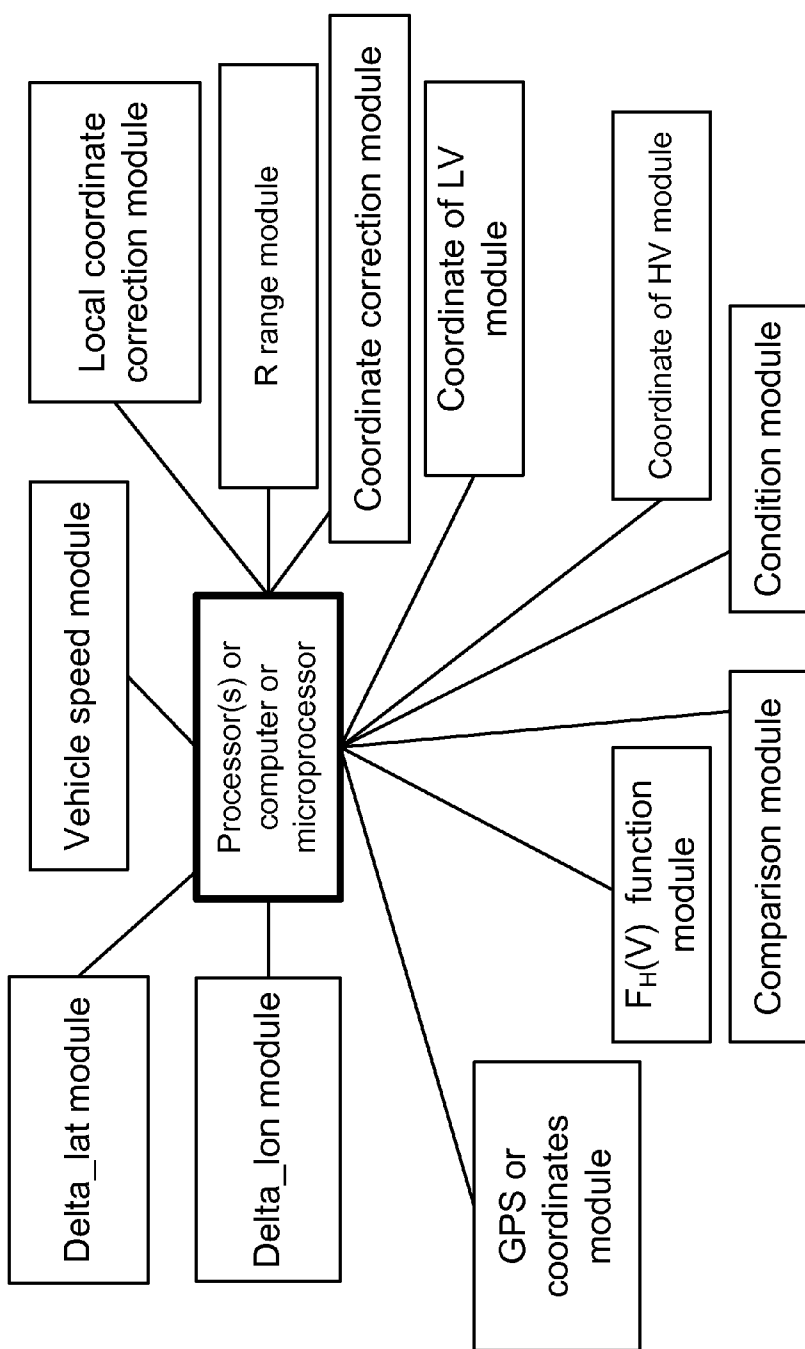 Delta_lat module
Vehicle speed module
Local coordinate
correction module
Delta_lon module
Processor(s) or
computer or
microprocessor
R range module
Coordinate correction module
GPS or
coordinates
module
Coordinate of LV
module
F_H(V) function
module
Coordinate of HV module
Comparison module
Condition module